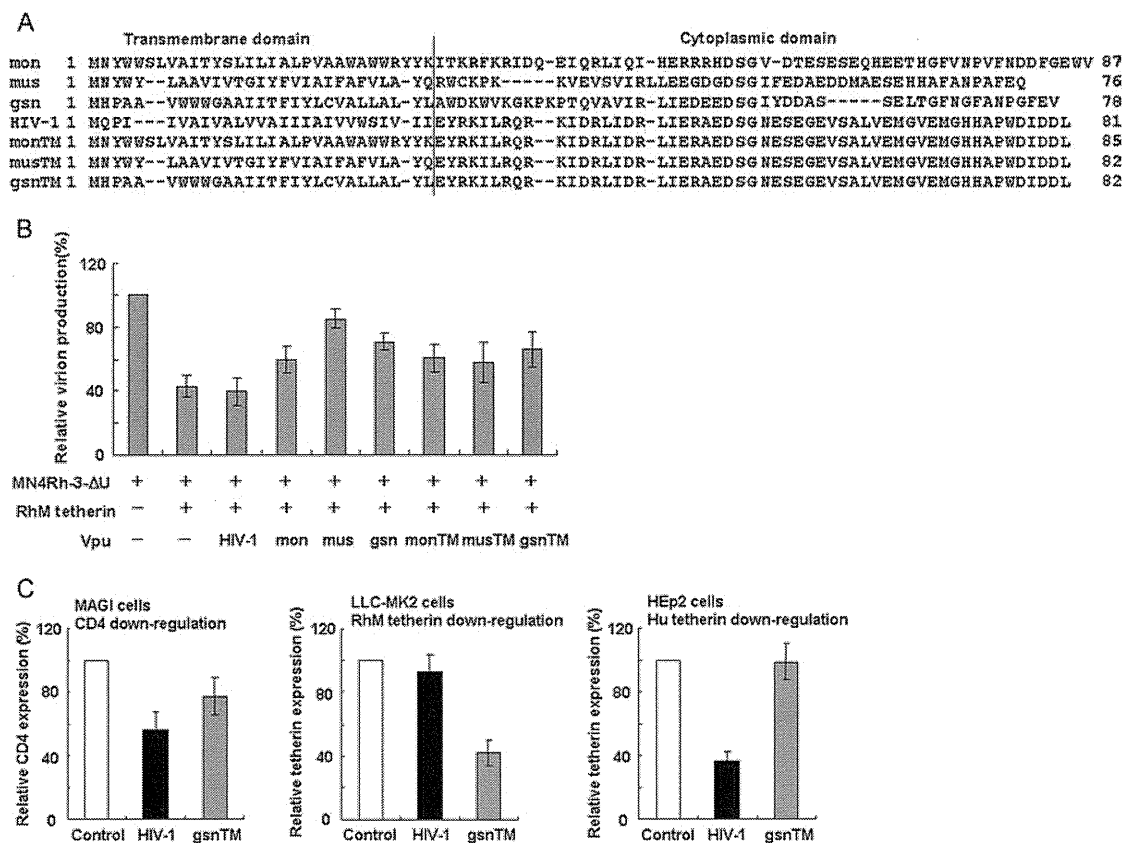 A
Transmembrane domain Cytoplasmic domain
mon 1 MNYWWSLVAITYSLILIALPVAAWAWWRYYKITKRFKRIDQ-EIQRLIQI-HERRRHDSGV-DTESESEQHEETHGFVNPVFNDDFGEWV 87
mus 1 MNYWY--LAAVIVTGIYFVIAIFAFVLA-YQRWCKPK-----KVEVSVIRLLEEGDGDSGIFEDAEDDMAESERHHAFANPAFEQ 76
gsn 1 MHPAA--VWWWGAAIITFIYLCVALLAL-YLAWDKWVKGKPKPTQVAVIR-LIEDEEDSGIYDDAS-----SELTGFNGFANPGFEV 78
HIV-1 1 MQPI---IVAIVALVVAIIIAIVVWSIV-IIEYRKILRQRK---KIDRLIDR-LIERAEDSGNESEGEVSALVEMGVEMGHHAPWDIDDL 81
monTM 1 MNYWWSLVAITYSLILIALPVAAWAWWRYYKEYRKILRQRK---KIDRLIDR-LIERAEDSGNESEGEVSALVEMGVEMGHHAPWDIDDL 85
musTM 1 MNYWY--LAAVIVTGIYFVIAIFAFVLA-YQEYRKILRQRK---KIDRLIDR-LIERAEDSGNESEGEVSALVEMGVEMGHHAPWDIDDL 82
gsnTM 1 MHPAA--VWWWGAAIITFIYLCVALLAL-YLEYRKILRQRK---KIDRLIDR-LIERAEDSGNESEGEVSALVEMGVEMGHHAPWDIDDL 82
B
Relative virion production(%)
120
80
40
0
MN4Rh-3-ΔU + + + + + + + + +
RhM tetherin – + + + + + + + +
Vpu – – HIV-1 mon mus gsn monTM musTM gsnTM
C
MAGI cells
CD4 down-regulation
Relative CD4 expression (%)
120
80
40
0
Control HIV-1 gsnTM
LLC-MK2 cells
RhM tetherin down-regulation
Relative tetherin expression (%)
120
80
40
0
Control HIV-1 gsnTM
HEp2 cells
Hu tetherin down-regulation
Relative tetherin expression (%)
120
80
40
0
Control HIV-1 gsnTM